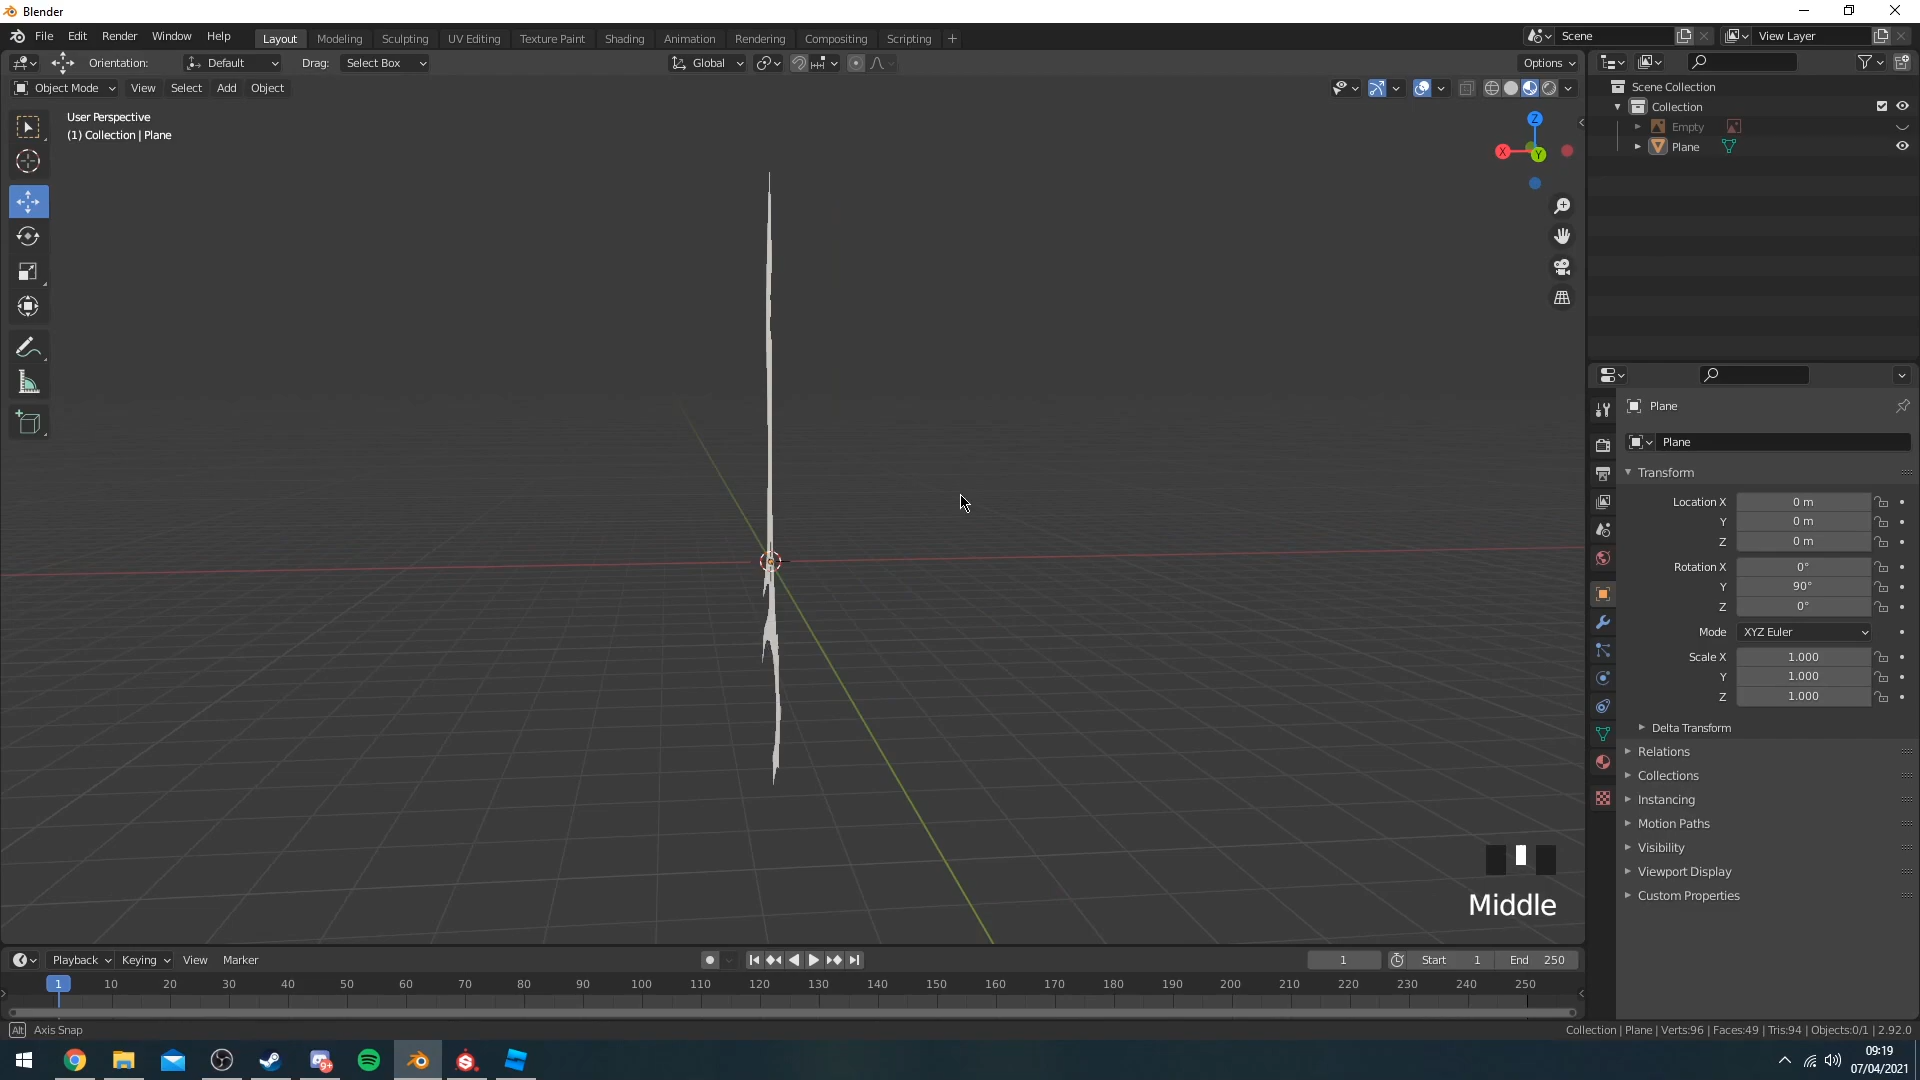 Blender
File Edit Render Window Help Layout Modeling Sculpting UV Editing Texture Paint Shading Animation Rendering Compositing Scripting + Scene View Layer
Orientation: Default Drag: Select Box Global Options
Object Mode View Select Add Object
User Perspective
(1) Collection | Plane
Z
X
Y
Scene Collection
Collection
Empty
Plane
Plane
Plane
Transform
Location X 0 m
Y 0 m
Z 0 m
Rotation X 0°
Y 90°
Z 0°
Mode XYZ Euler
Scale X 1.000
Y 1.000
Z 1.000
Delta Transform
Relations
Collections
Instancing
Motion Paths
Visibility
Viewport Display
Custom Properties
Middle
Playback Keying View Marker 1 Start 1 End 250
1 10 20 30 40 50 60 70 80 90 100 110 120 130 140 150 160 170 180 190 200 210 220 230 240 250
Alt Axis Snap
Collection | Plane | Verts:96 | Faces:49 | Tris:94 | Objects:0/1 | 2.92.0
9+
09:19
07/04/2021